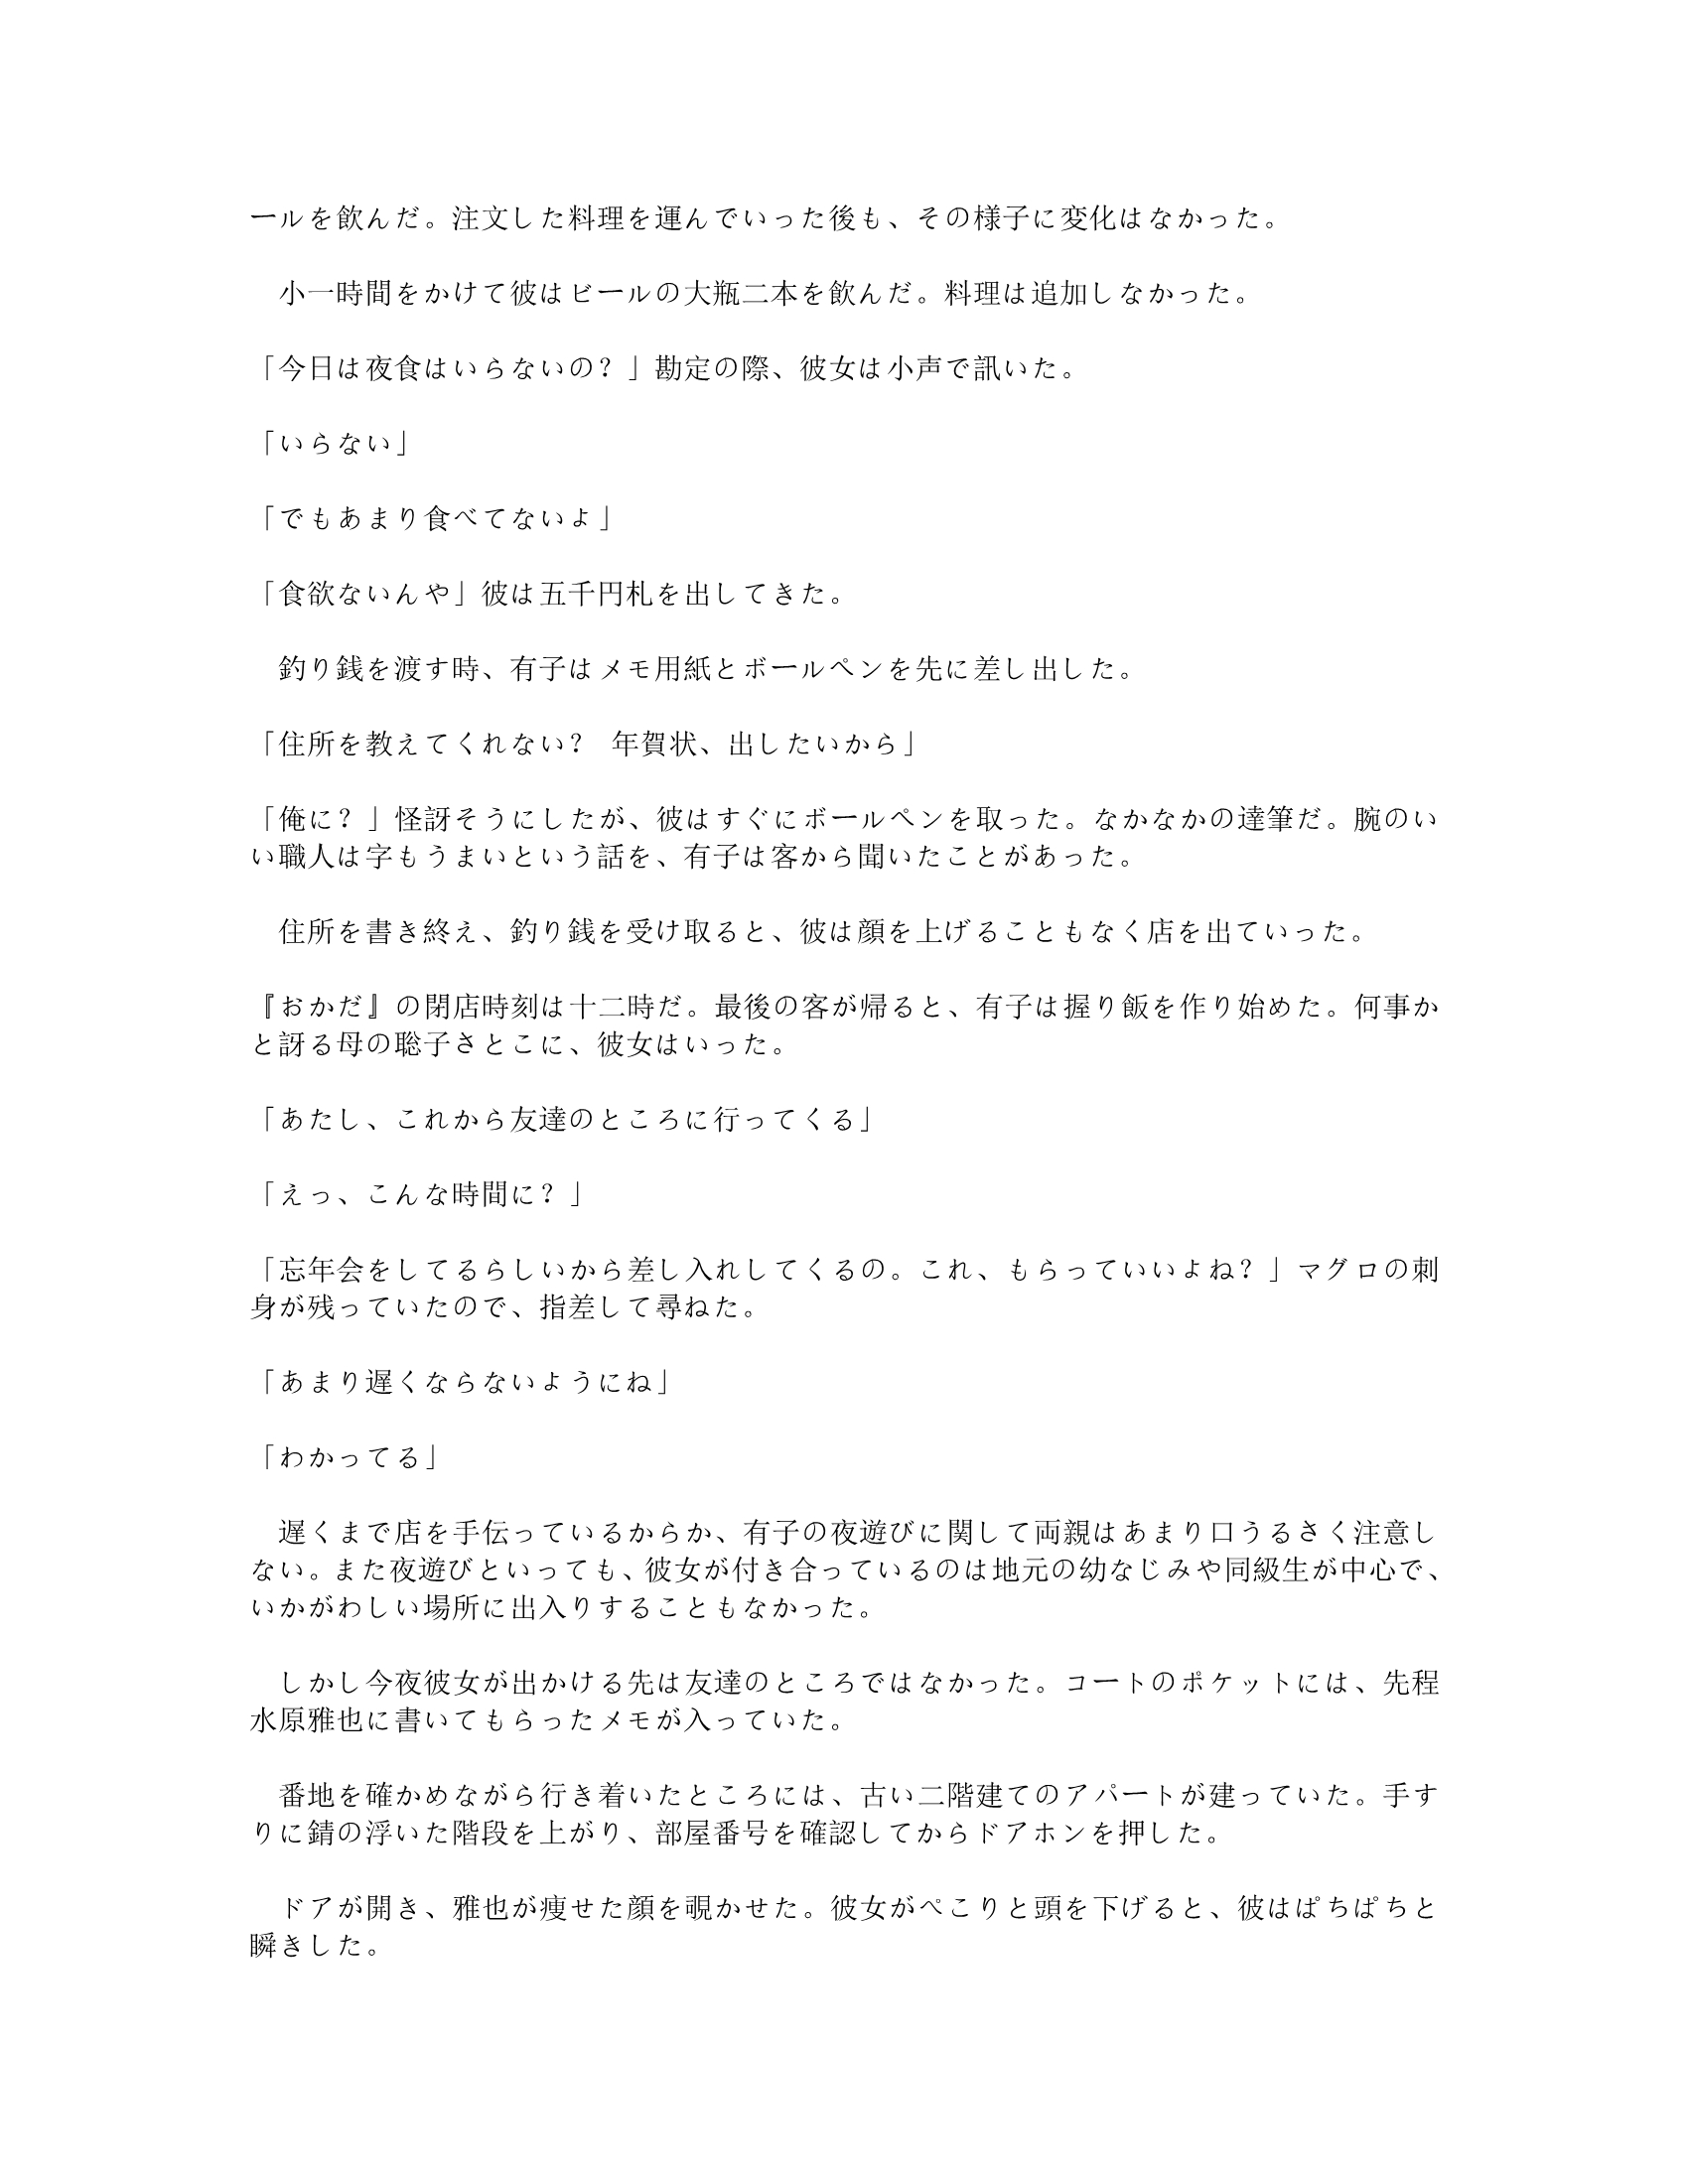 ールを飲んだ。注文した料理を運んでいった後も、その様子に変化はなかった。
　小一時間をかけて彼はビールの大瓶二本を飲んだ。料理は追加しなかった。
「今日は夜食はいらないの？」勘定の際、彼女は小声で訊いた。
「いらない」
「でもあまり食べてないよ」
「食欲ないんや」彼は五千円札を出してきた。
　釣り銭を渡す時、有子はメモ用紙とボールペンを先に差し出した。
「住所を教えてくれない？　年賀状、出したいから」
「俺に？」怪訝そうにしたが、彼はすぐにボールペンを取った。なかなかの達筆だ。腕のい
い職人は字もうまいという話を、有子は客から聞いたことがあった。
　住所を書き終え、釣り銭を受け取ると、彼は顔を上げることもなく店を出ていった。
『おかだ』の閉店時刻は十二時だ。最後の客が帰ると、有子は握り飯を作り始めた。何事か
と訝る母の聡子さとこに、彼女はいった。
「あたし、これから友達のところに行ってくる」
「えっ、こんな時間に？」
「忘年会をしてるらしいから差し入れしてくるの。これ、もらっていいよね？」マグロの刺
身が残っていたので、指差して尋ねた。
「あまり遅くならないようにね」
「わかってる」
　遅くまで店を手伝っているからか、有子の夜遊びに関して両親はあまり口うるさく注意し
ない。また夜遊びといっても、彼女が付き合っているのは地元の幼なじみや同級生が中心で、
いかがわしい場所に出入りすることもなかった。
　しかし今夜彼女が出かける先は友達のところではなかった。コートのポケットには、先程
水原雅也に書いてもらったメモが入っていた。
　番地を確かめながら行き着いたところには、古い二階建てのアパートが建っていた。手す
りに錆の浮いた階段を上がり、部屋番号を確認してからドアホンを押した。
　ドアが開き、雅也が痩せた顔を覗かせた。彼女がぺこりと頭を下げると、彼はぱちぱちと
瞬きした。